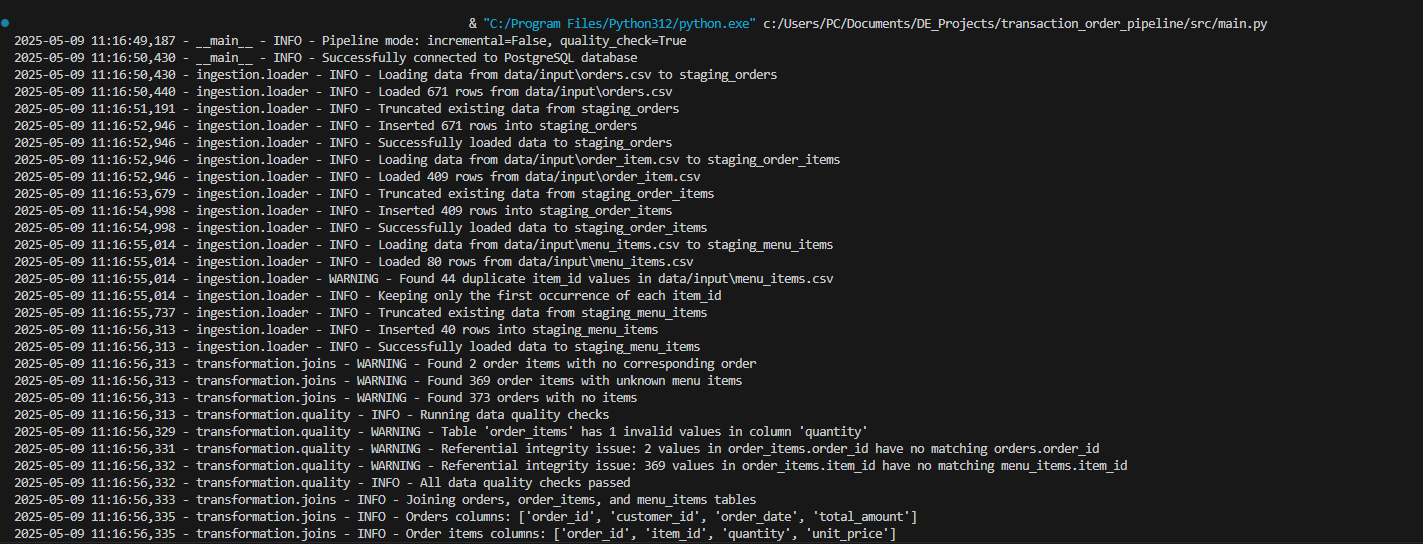 & "C:/Program Files/Python312/python.exe" c:/Users/PC/Documents/DE_Projects/transaction_order_pipeline/src/main.py
2025-05-09 11:16:49,187 - __main__ - INFO - Pipeline mode: incremental=False, quality_check=True
2025-05-09 11:16:50,430 - __main__ - INFO - Successfully connected to PostgreSQL database
2025-05-09 11:16:50,430 - ingestion.loader - INFO - Loading data from data/input\orders.csv to staging_orders
2025-05-09 11:16:50,440 - ingestion.loader - INFO - Loaded 671 rows from data/input\orders.csv
2025-05-09 11:16:51,191 - ingestion.loader - INFO - Truncated existing data from staging_orders
2025-05-09 11:16:52,946 - ingestion.loader - INFO - Inserted 671 rows into staging_orders
2025-05-09 11:16:52,946 - ingestion.loader - INFO - Successfully loaded data to staging_orders
2025-05-09 11:16:52,946 - ingestion.loader - INFO - Loading data from data/input\order_item.csv to staging_order_items
2025-05-09 11:16:52,946 - ingestion.loader - INFO - Loaded 409 rows from data/input\order_item.csv
2025-05-09 11:16:53,679 - ingestion.loader - INFO - Truncated existing data from staging_order_items
2025-05-09 11:16:54,998 - ingestion.loader - INFO - Inserted 409 rows into staging_order_items
2025-05-09 11:16:54,998 - ingestion.loader - INFO - Successfully loaded data to staging_order_items
2025-05-09 11:16:55,014 - ingestion.loader - INFO - Loading data from data/input\menu_items.csv to staging_menu_items
2025-05-09 11:16:55,014 - ingestion.loader - INFO - Loaded 80 rows from data/input\menu_items.csv
2025-05-09 11:16:55,014 - ingestion.loader - WARNING - Found 44 duplicate item_id values in data/input\menu_items.csv
2025-05-09 11:16:55,014 - ingestion.loader - INFO - Keeping only the first occurrence of each item_id
2025-05-09 11:16:55,737 - ingestion.loader - INFO - Truncated existing data from staging_menu_items
2025-05-09 11:16:56,313 - ingestion.loader - INFO - Inserted 40 rows into staging_menu_items
2025-05-09 11:16:56,313 - ingestion.loader - INFO - Successfully loaded data to staging_menu_items
2025-05-09 11:16:56,313 - transformation.joins - WARNING - Found 2 order items with no corresponding order
2025-05-09 11:16:56,313 - transformation.joins - WARNING - Found 369 order items with unknown menu items
2025-05-09 11:16:56,313 - transformation.joins - WARNING - Found 373 orders with no items
2025-05-09 11:16:56,313 - transformation.quality - INFO - Running data quality checks
2025-05-09 11:16:56,329 - transformation.quality - WARNING - Table 'order_items' has 1 invalid values in column 'quantity'
2025-05-09 11:16:56,331 - transformation.quality - WARNING - Referential integrity issue: 2 values in order_items.order_id have no matching orders.order_id
2025-05-09 11:16:56,332 - transformation.quality - WARNING - Referential integrity issue: 369 values in order_items.item_id have no matching menu_items.item_id
2025-05-09 11:16:56,332 - transformation.quality - INFO - All data quality checks passed
2025-05-09 11:16:56,333 - transformation.joins - INFO - Joining orders, order_items, and menu_items tables
2025-05-09 11:16:56,335 - transformation.joins - INFO - Orders columns: ['order_id', 'customer_id', 'order_date', 'total_amount']
2025-05-09 11:16:56,335 - transformation.joins - INFO - Order items columns: ['order_id', 'item_id', 'quantity', 'unit_price']